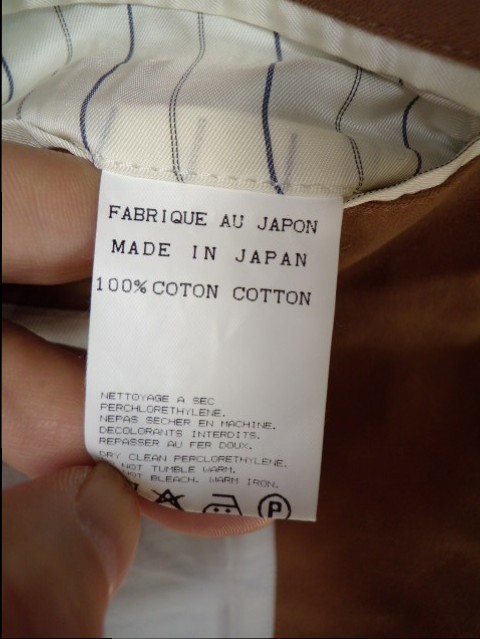 FABRIQUE AU JAPON
MADE IN JAPAN
100% COTON COTTON
NETTOYAGE A SEC
PERCHLORETHYLENE.
NEPAS SECHER EN MACHINE.
DECOLORANTS INTERDITS.
REPASSER AU FER DOUX.
DRY CLEAN PERCLORETHYLENE.
NOT TUMBLE WARM.
NOT BLEACH. WARM IRON.
P